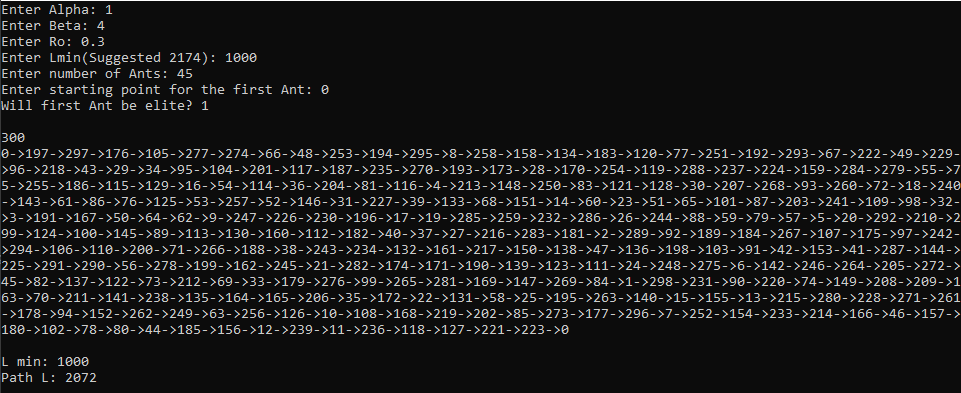 Enter Alpha: 1
Enter Beta: 4
Enter Ro: 0.3
Enter Lmin(Suggested 2174): 1000
Enter number of Ants: 45
Enter starting point for the first Ant: 0
Will first Ant be elite? 1
300
0->197->297->176->105->277->274->66->48->253->194->295->8->258->158->134->183->120->77->251->192->293->67->222->49->229-
>96->218->43->29->34->95->104->201->117->187->235->270->193->173->28->170->254->119->288->237->224->159->284->279->55->7
5->255->186->115->129->16->54->114->36->204->81->116->4->213->148->250->83->121->128->30->207->268->93->260->72->18->240
->143->61->86->76->125->53->257->52->146->31->227->39->133->68->151->14->60->23->51->65->101->87->203->241->109->98->32-
>3->191->167->50->64->62->9->247->226->230->196->17->19->285->259->232->286->26->244->88->59->79->57->5->20->292->210->2
99->124->100->145->89->113->130->160->112->182->40->37->27->216->283->181->2->289->92->189->184->267->107->175->97->242-
>294->106->110->200->71->266->188->38->243->234->132->161->217->150->138->47->136->198->103->91->42->153->41->287->144->
225->291->290->56->278->199->162->245->21->282->174->171->190->139->123->111->24->248->275->6->142->246->264->205->272->
45->82->137->122->73->212->69->33->179->276->99->265->281->169->147->269->84->1->298->231->90->220->74->149->208->209->1
63->70->211->141->238->135->164->165->206->35->172->22->131->58->25->195->263->140->15->155->13->215->280->228->271->261
->178->94->152->262->249->63->256->126->10->108->168->219->202->85->273->177->296->7->252->154->233->214->166->46->157->
180->102->78->80->44->185->156->12->239->11->236->118->127->221->223->0
L min: 1000
Path L: 2072